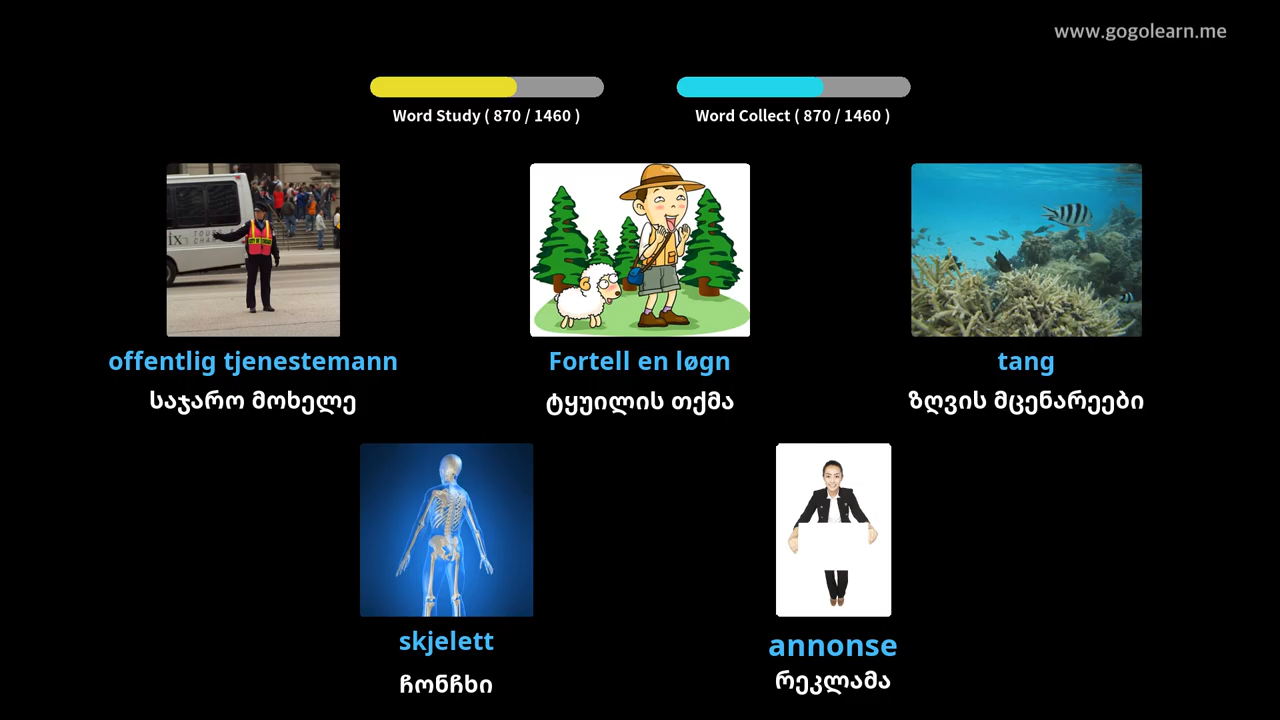 www.gogolearn.me
Word Study ( 870 / 1460 )
Word Collect ( 870 / 1460 )
offentlig tjenestemann
საჯარო მოხელე
Fortell en løgn
ტყუილის თქმა
tang
ზღვის მცენარეები
skjelett
ჩონჩხი
annonse
რეკლამა